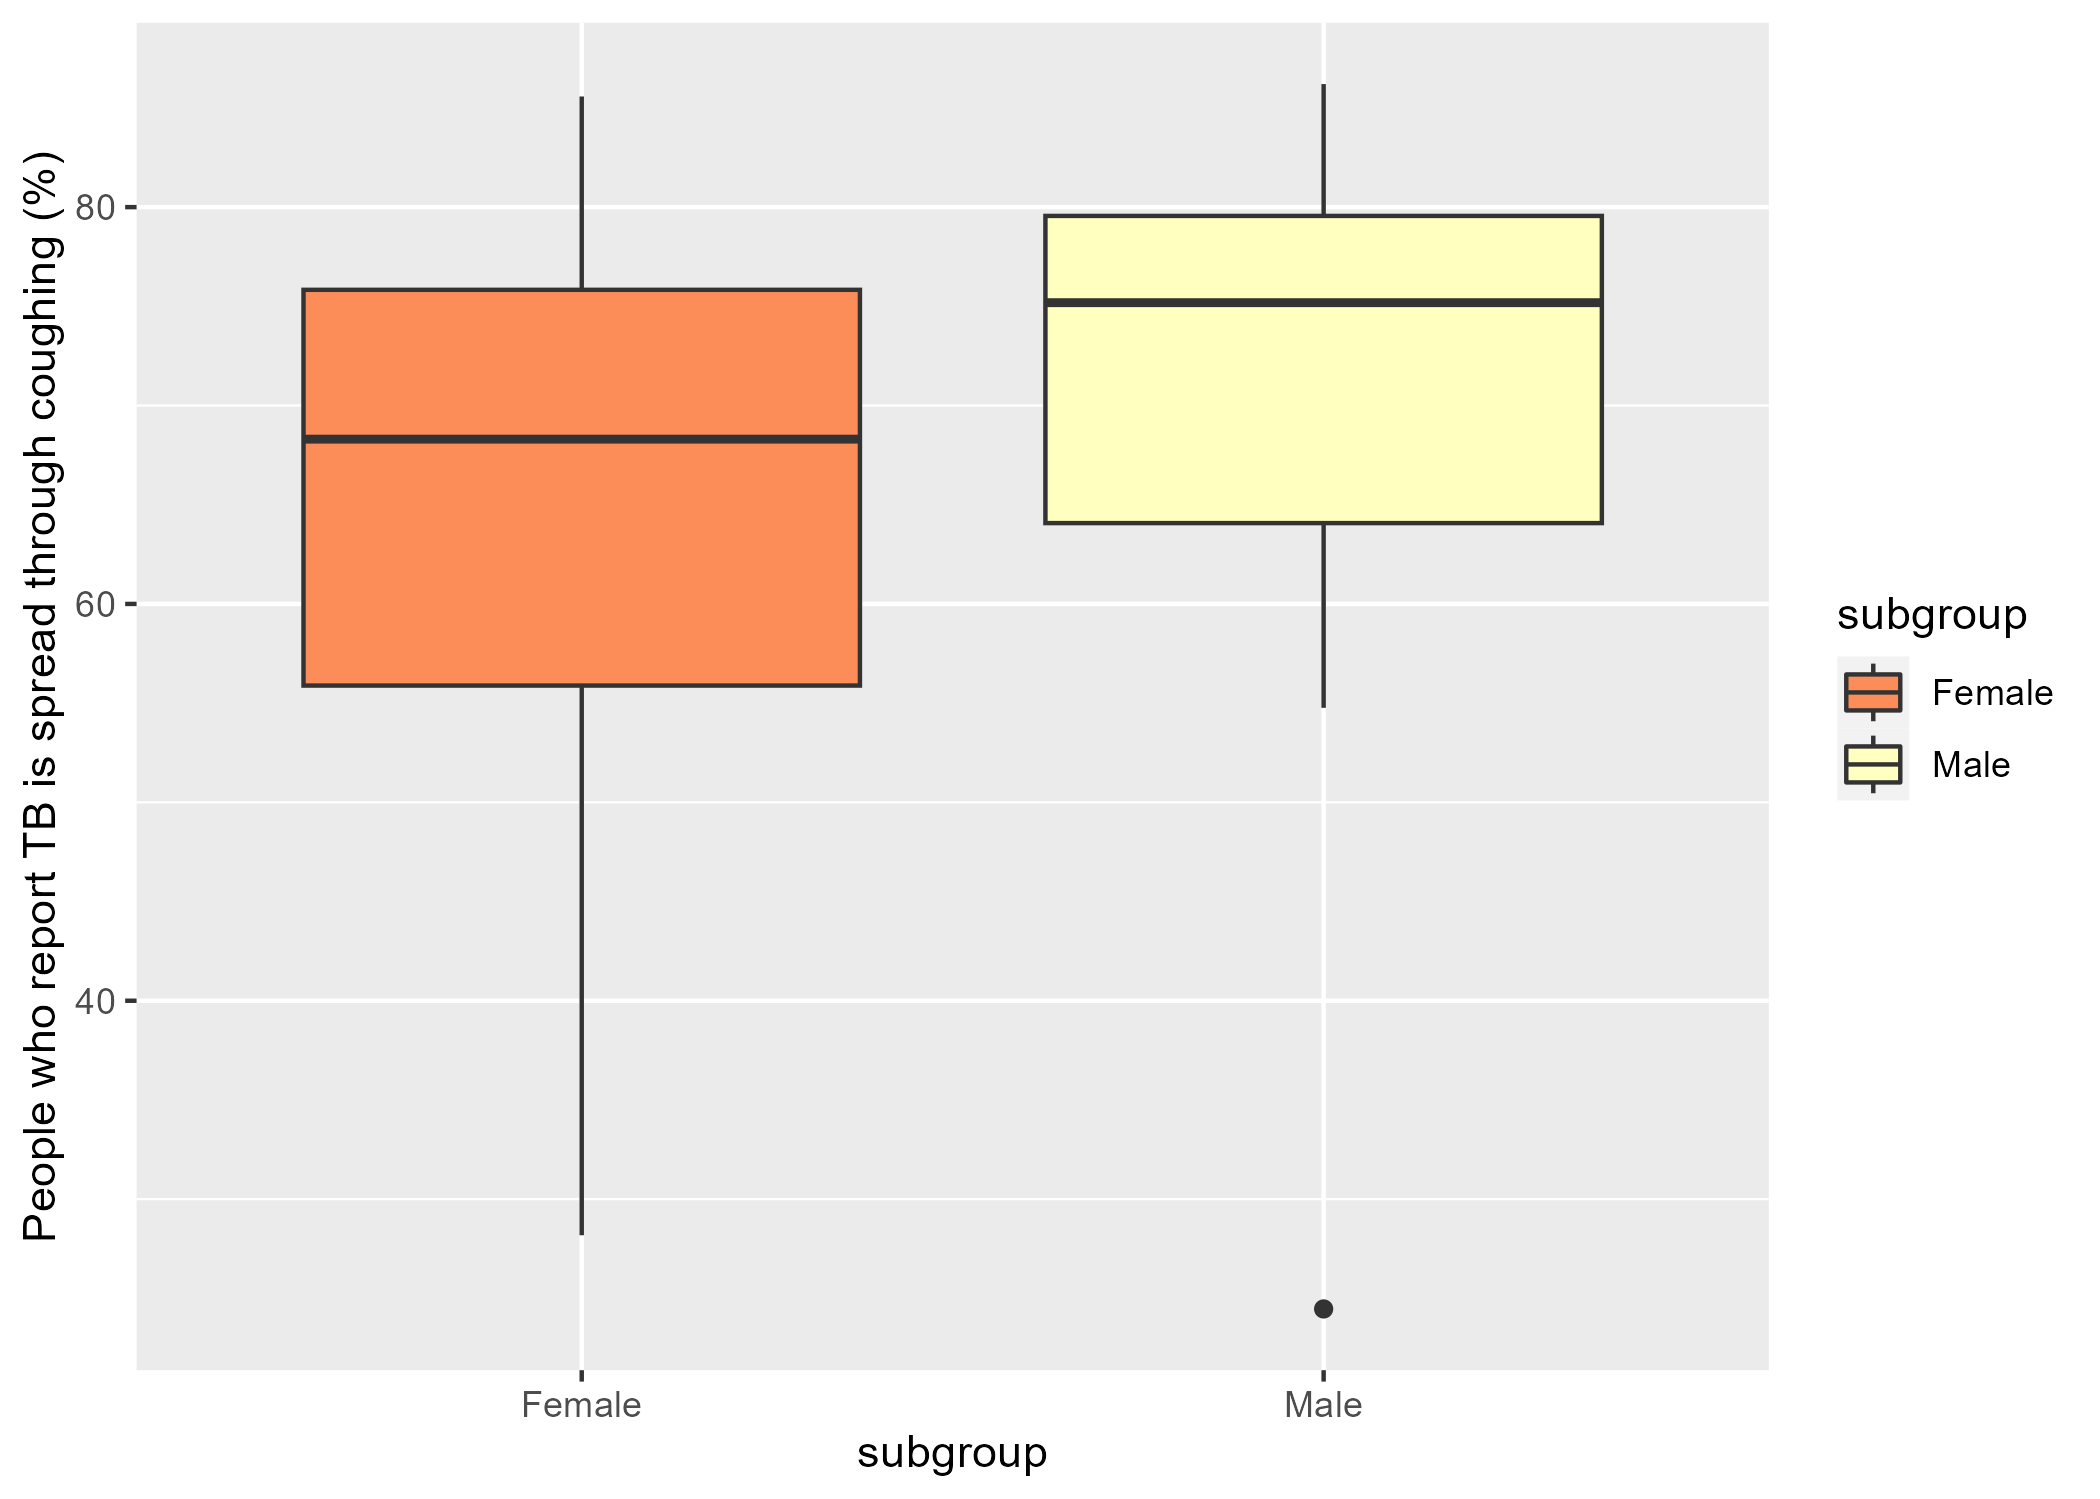 People who report TB is spread through coughing (%)
80
60
40
Female
Male
subgroup
subgroup
Female
Male